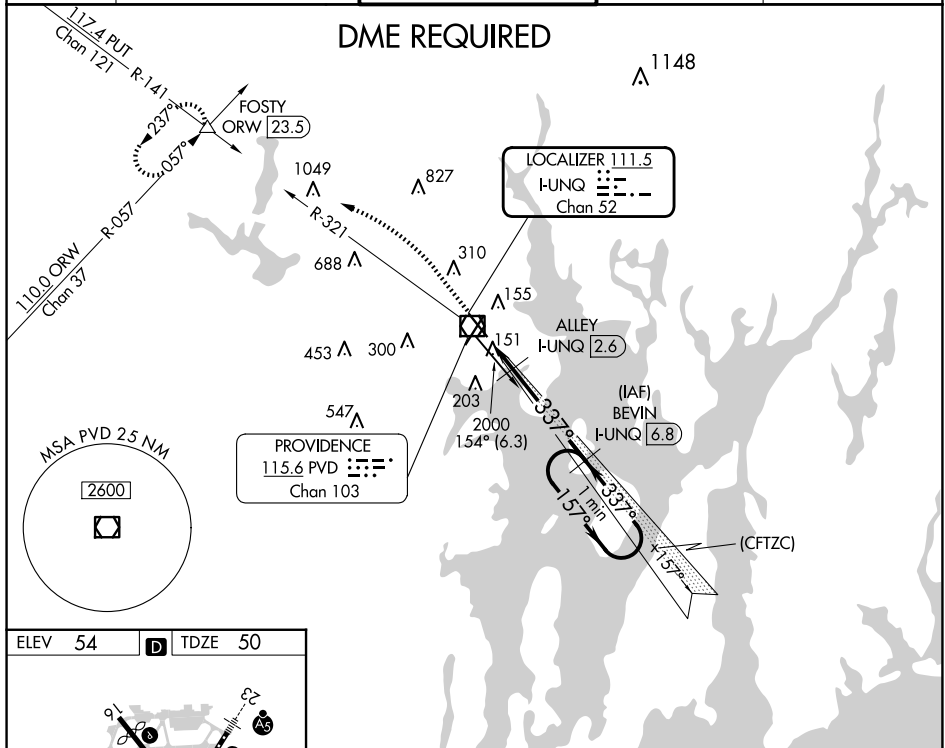 DME REQUIRED
117.4 PUT
Chan 121
R-141
1148
FOSTY
ORW 23.5
237°
057°
R-057
110.0 ORW
Chan 37
LOCALIZER 111.5
I-UNQ
Chan 52
1049
827
R-321
688
310
155
151
453
300
203
547
ALLEY
I-UNQ 2.6
2000
154° (6.3)
(IAF)
BEVIN
I-UNQ 6.8
337°
337°
1 min
157°
157°
(CFTZC)
PROVIDENCE
115.6 PVD
Chan 103
MSA PVD 25 NM
2600
ELEV 54
D
TDZE 50
16
23
A5